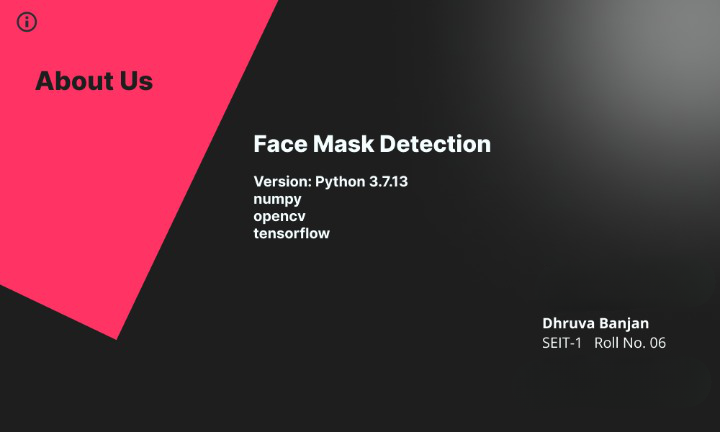 About Us
Face Mask Detection
Version: Python 3.7.13
numpy
opencv
tensorflow
Dhruva Banjan
SEIT-1 Roll No. 06